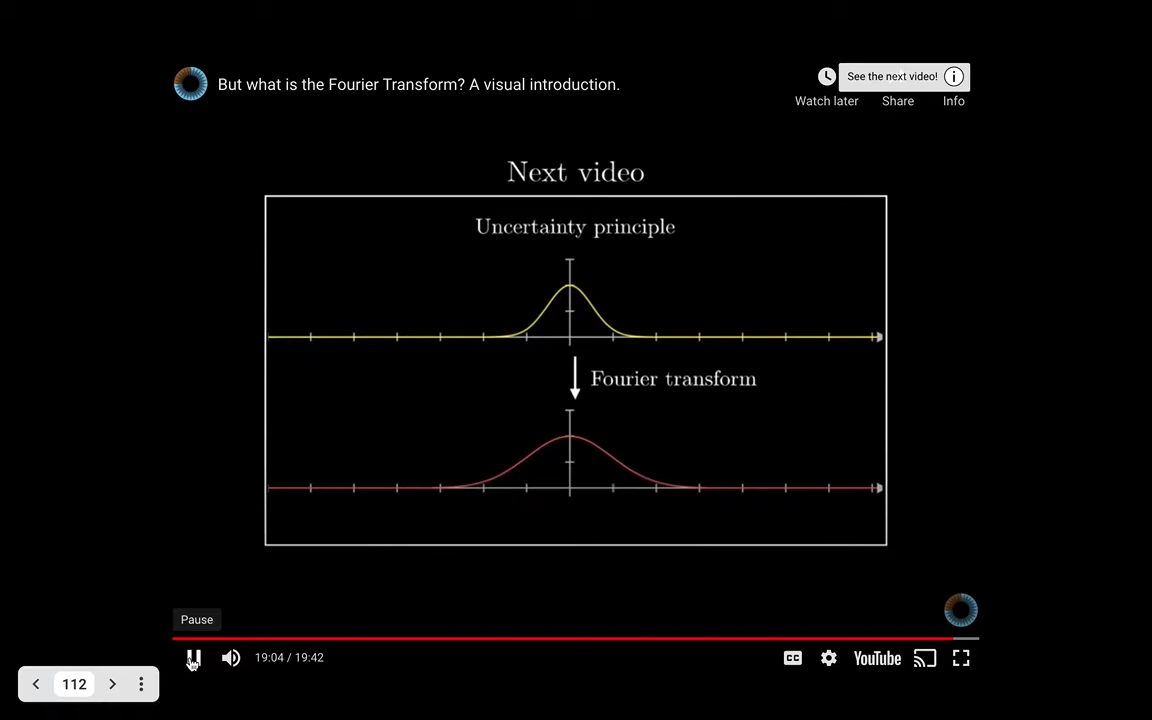 But what is the Fourier Transform? A visual introduction.
See the next video!
Watch later
Share
Info
Next video
Uncertainty principle
Fourier transform
Pause
19:04 / 19:42
CC
YouTube
112